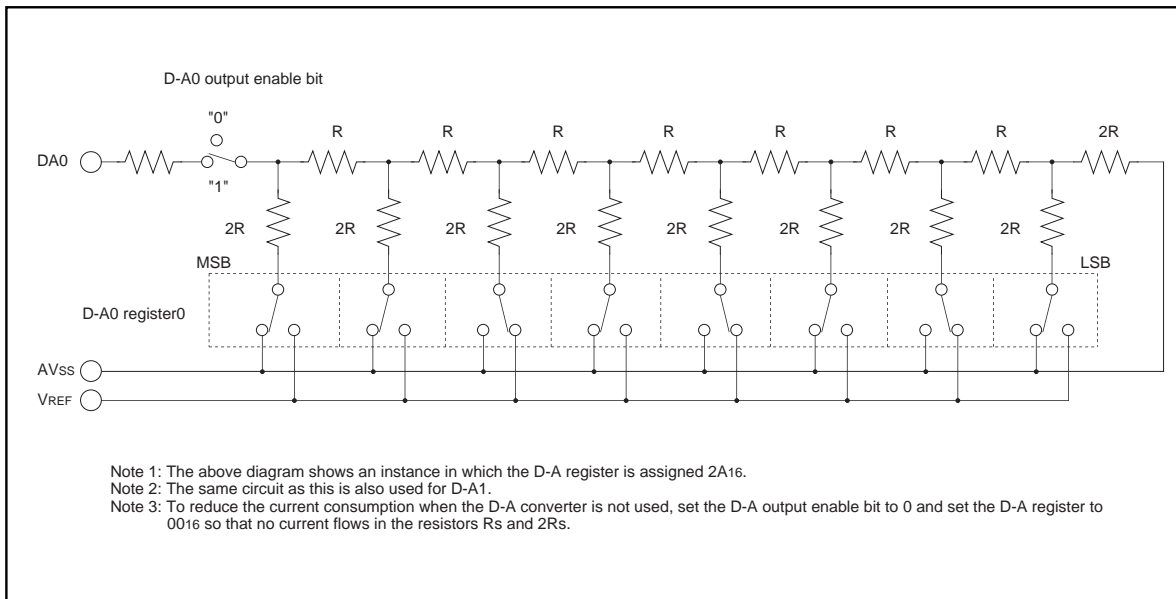 D-A0 output enable bit
"0"
R R R R R R R 2R
DA0
"1"
2R 2R 2R 2R 2R 2R 2R 2R
MSB LSB
D-A0 register0
AVSS
VREF
Note 1: The above diagram shows an instance in which the D-A register is assigned 2A16.
Note 2: The same circuit as this is also used for D-A1.
Note 3: To reduce the current consumption when the D-A converter is not used, set the D-A output enable bit to 0 and set the D-A register to
0016 so that no current flows in the resistors Rs and 2Rs.